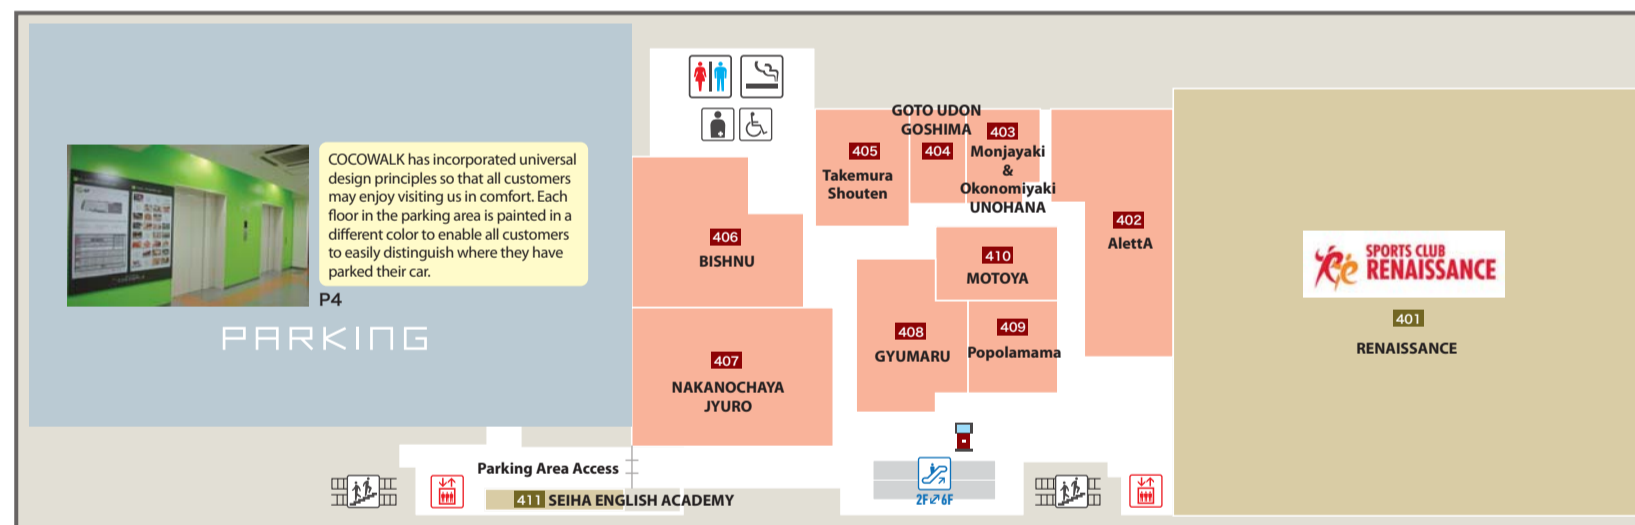 COCOWALK has incorporated universal
design principles so that all customers
may enjoy visiting us in comfort. Each
floor in the parking area is painted in a
different color to enable all customers
to easily distinguish where they have
parked their car.
P4
PARKING
GOTO UDON
GOSHIMA
404
403
Monjayaki
&
Okonomiyaki
UNOHANA
405
Takemura
Shouten
402
AlettA
406
BISHNU
410
MOTOYA
408
GYUMARU
409
Popolamama
407
NAKANOCHAYA
JYURO
SPORTS CLUB
RENAISSANCE
401
RENAISSANCE
Parking Area Access
411 SEIHA ENGLISH ACADEMY
2F⇄6F